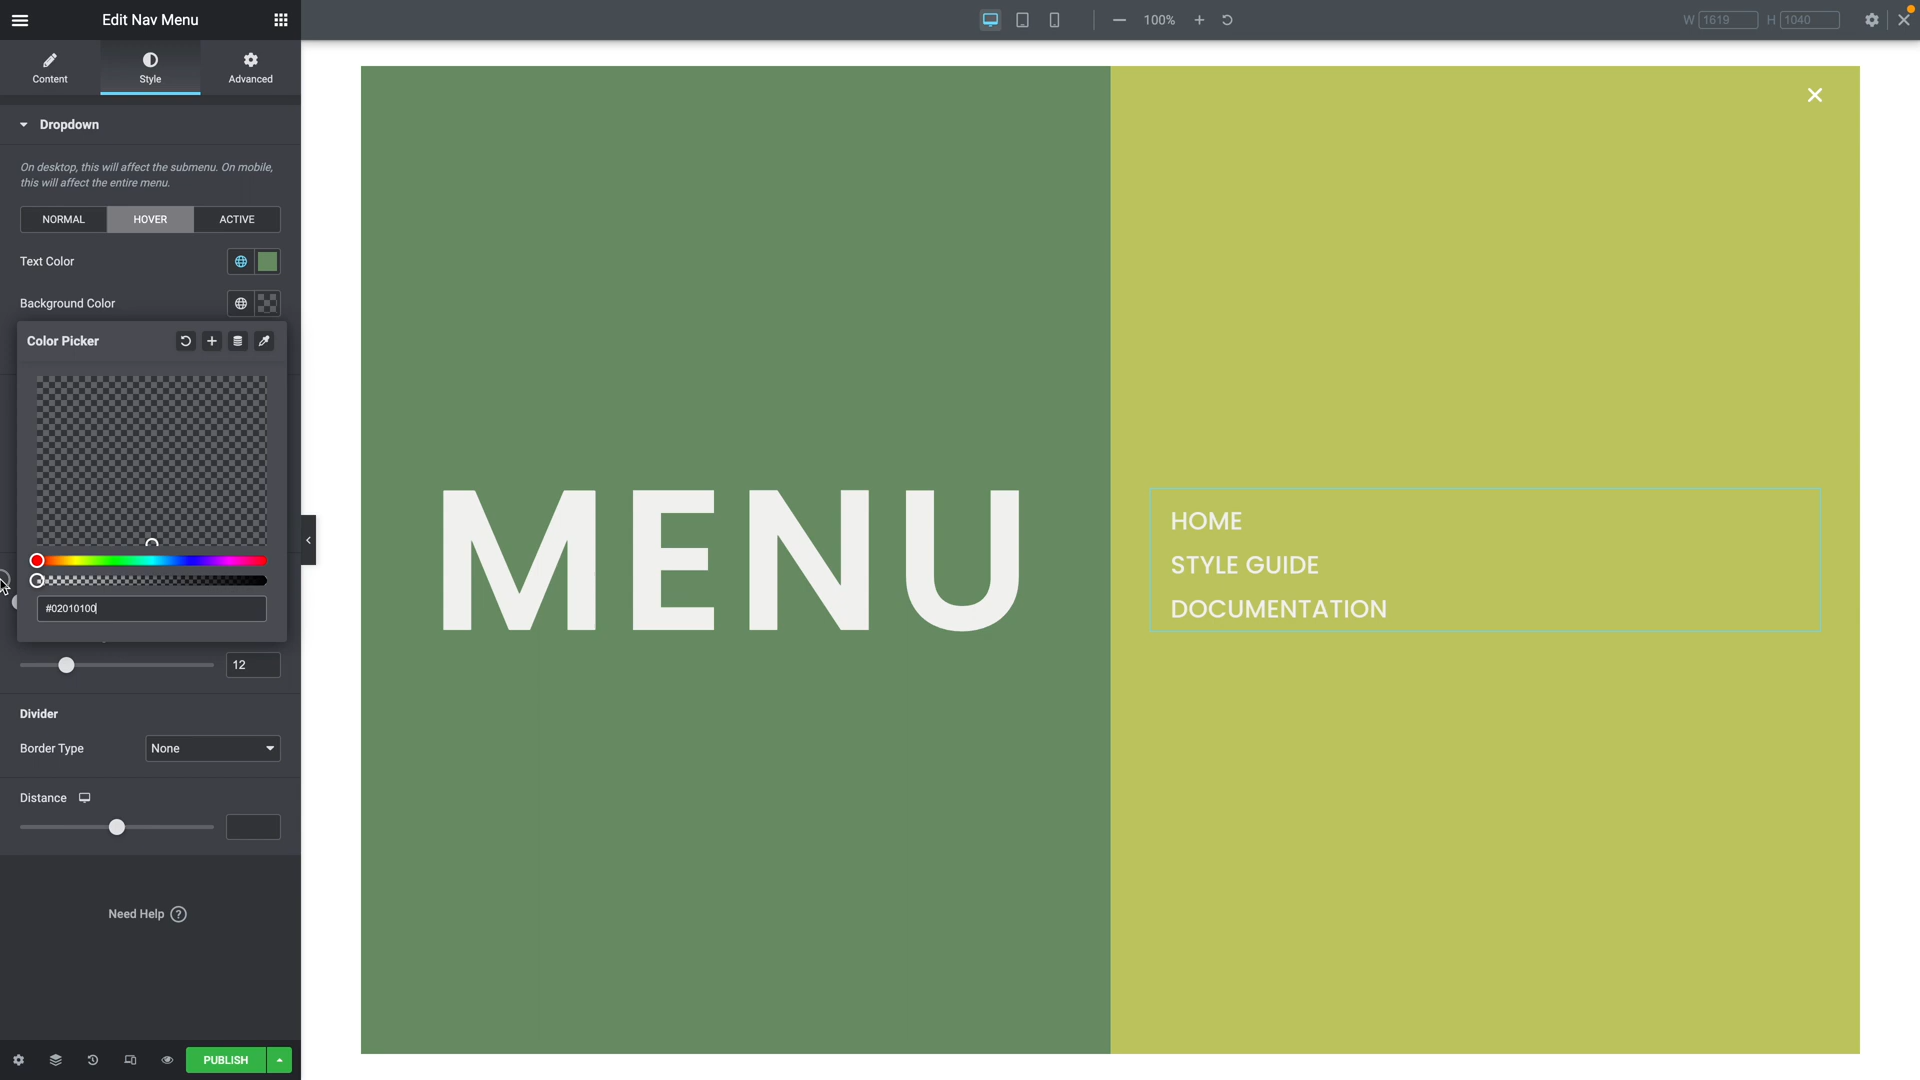 Edit Nav Menu
100%
W 1619 H 1040
Content
Style
Advanced
Dropdown
On desktop, this will affect the submenu. On mobile,
this will affect the entire menu.
NORMAL
HOVER
ACTIVE
Text Color
Background Color
Color Picker
#02010100
12
Divider
Border Type
None
Distance
Need Help ?
PUBLISH
MENU
HOME
STYLE GUIDE
DOCUMENTATION